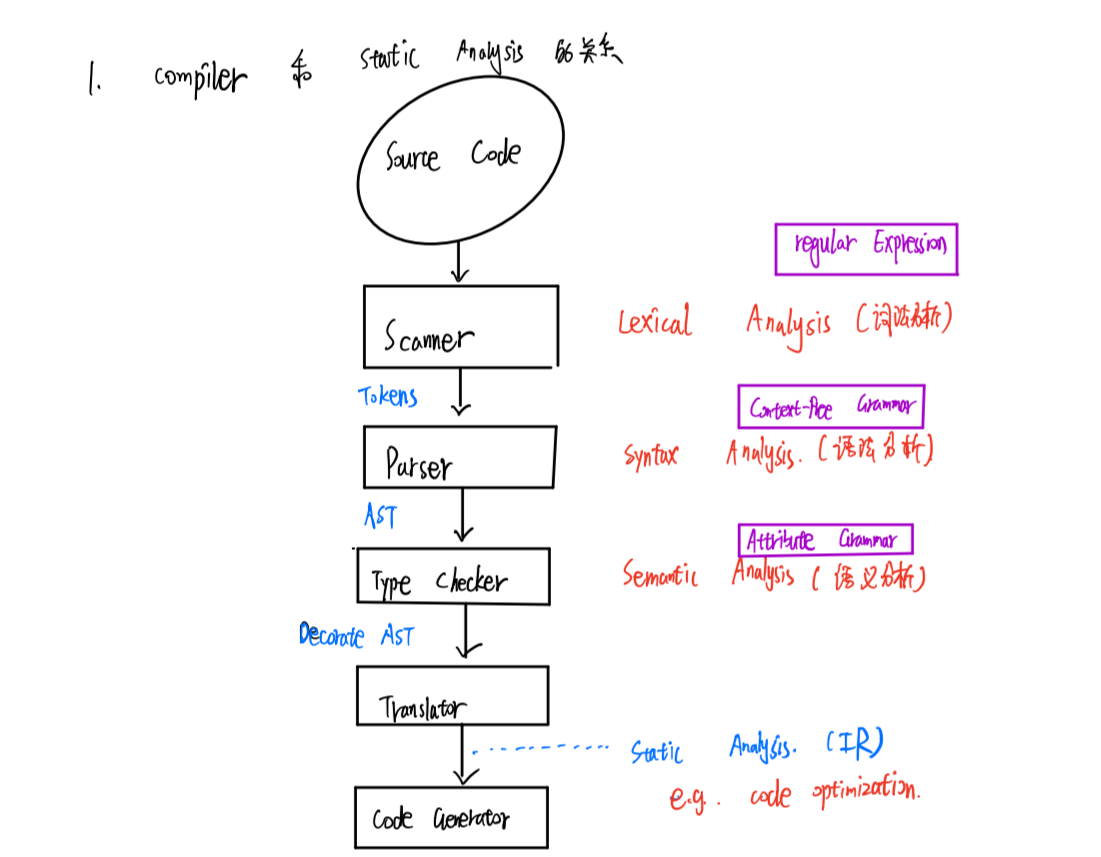 1. compiler 和 static Analysis 的关系
Source Code
regular Expression
Scanner
Lexical Analysis (词法分析)
Tokens
Context-free Grammar
Parser
Syntax Analysis. (语法分析)
AST
Attribute Grammar
Type checker
Semantic Analysis (语义分析)
Decorate AST
Translator
Static Analysis. (IR)
e.g. code optimization.
Code Generator